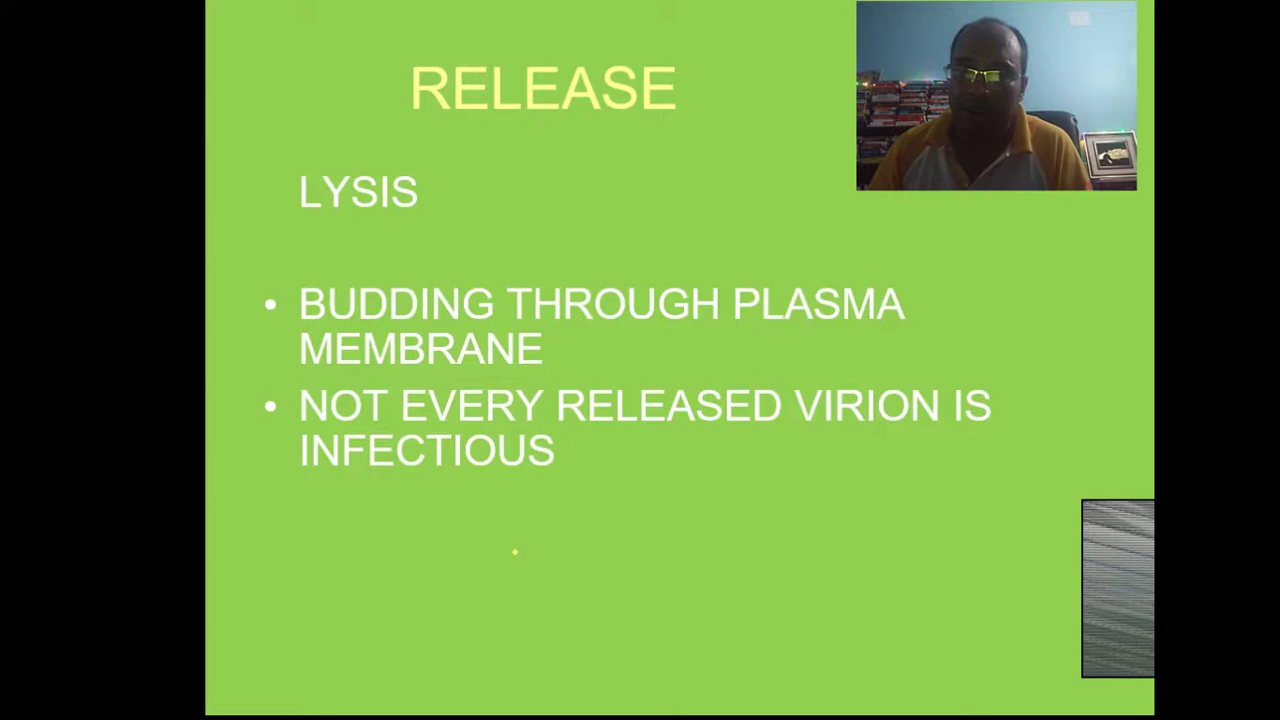 RELEASE
LYSIS
• BUDDING THROUGH PLASMA
MEMBRANE
• NOT EVERY RELEASED VIRION IS
INFECTIOUS